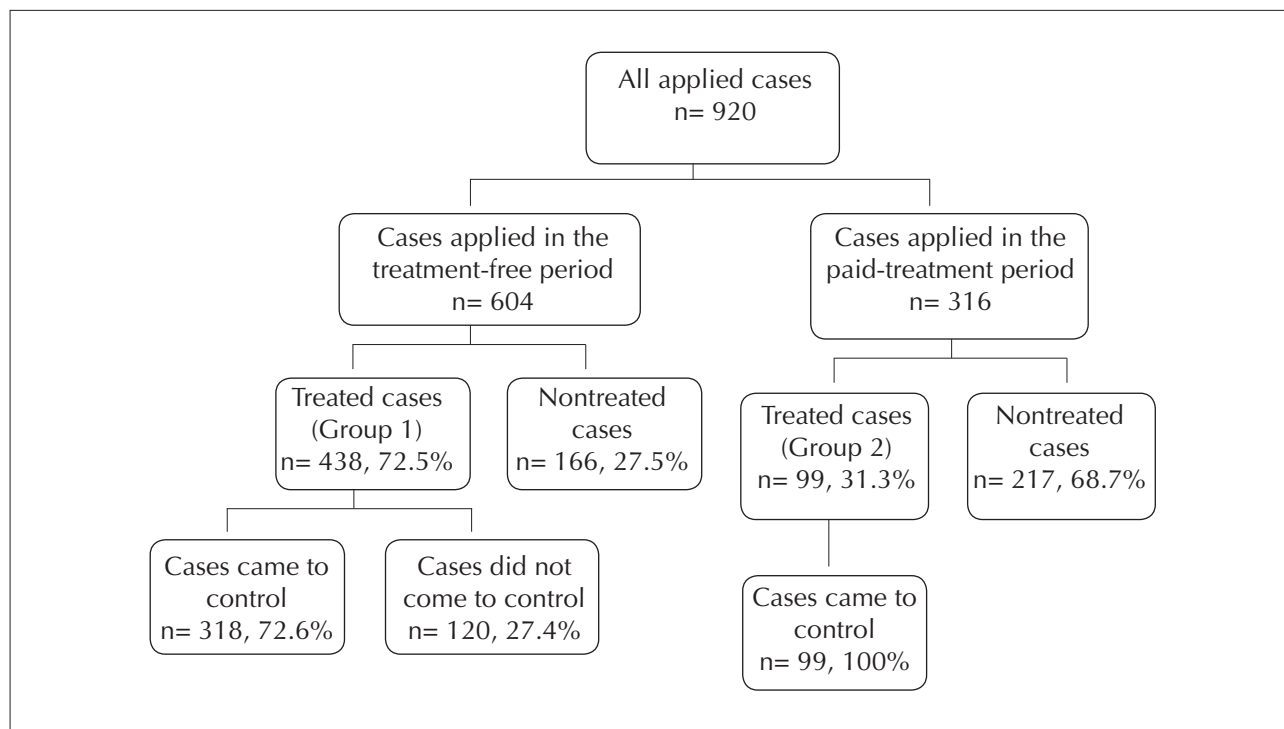 All applied cases
n= 920
Cases applied in the
treatment-free period
n= 604
Cases applied in the
paid-treatment period
n= 316
Treated cases
(Group 1)
n= 438, 72.5%
Nontreated
cases
n= 166, 27.5%
Treated cases
(Group 2)
n= 99, 31.3%
Nontreated
cases
n= 217, 68.7%
Cases came to
control
n= 318, 72.6%
Cases did not
come to control
n= 120, 27.4%
Cases came to
control
n= 99, 100%